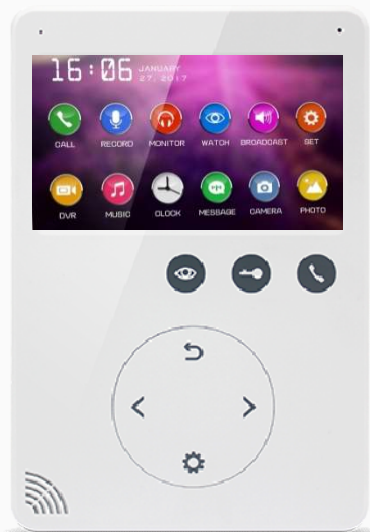 16:06 JANUARY
27, 2017
CALL RECORD MONITOR WATCH BROADCAST SET
DVR MUSIC CLOCK MESSAGE CAMERA PHOTO